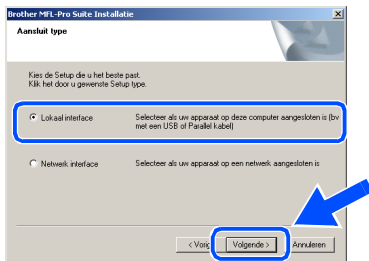 Brother MFL-Pro Suite Installatie
Aansluit type
Kies de Setup die u het beste past.
Klik het door u gewenste Setup type.
Lokaal interface
Selecteer als uw apparaat op deze computer aangesloten is (bv
met een USB of Parallel kabel)
Netwerk interface
Selecteer als uw apparaat op een netwerk aangesloten is
< Vorig
Volgende >
Annuleren